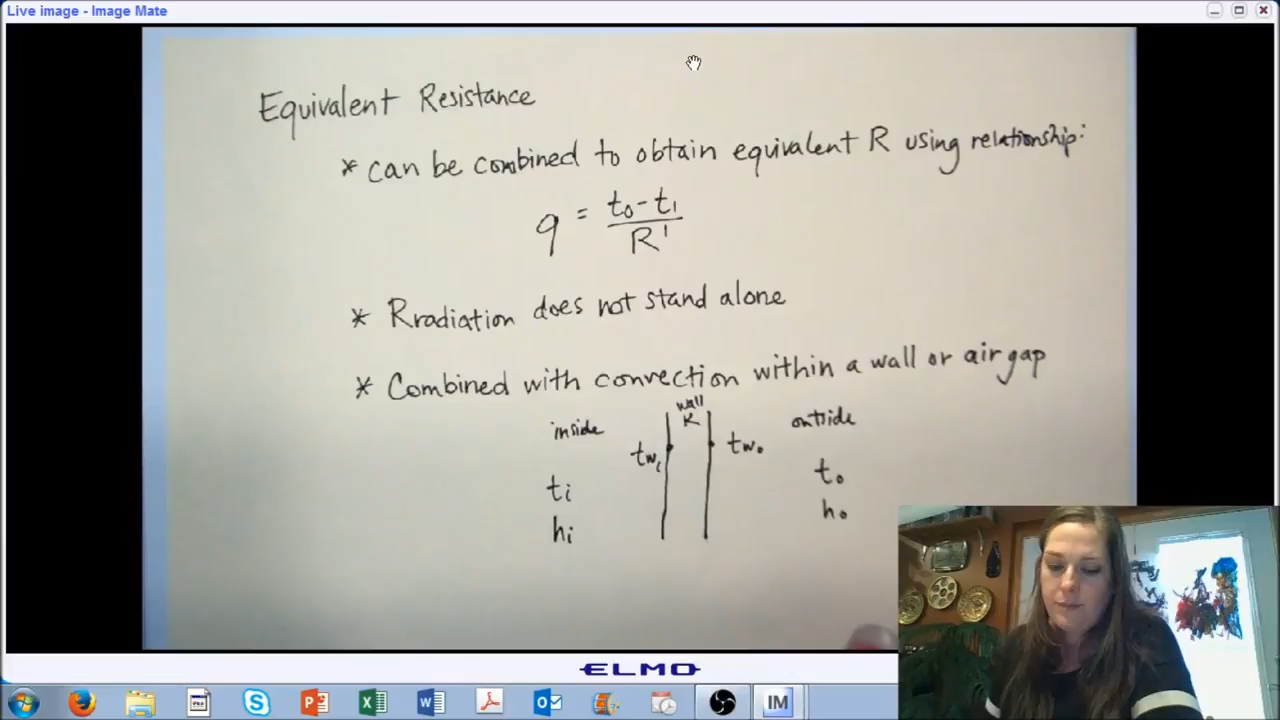 Live image - Image Mate
Equivalent Resistance
* can be combined to obtain equivalent R using relationship:
q = t₀-t₁
R'
* Rradiation does not stand alone
* Combined with convection within a wall or air gap
wall
inside K outside
twᵢ two
tᵢ to
hᵢ ho
ELMO
IM